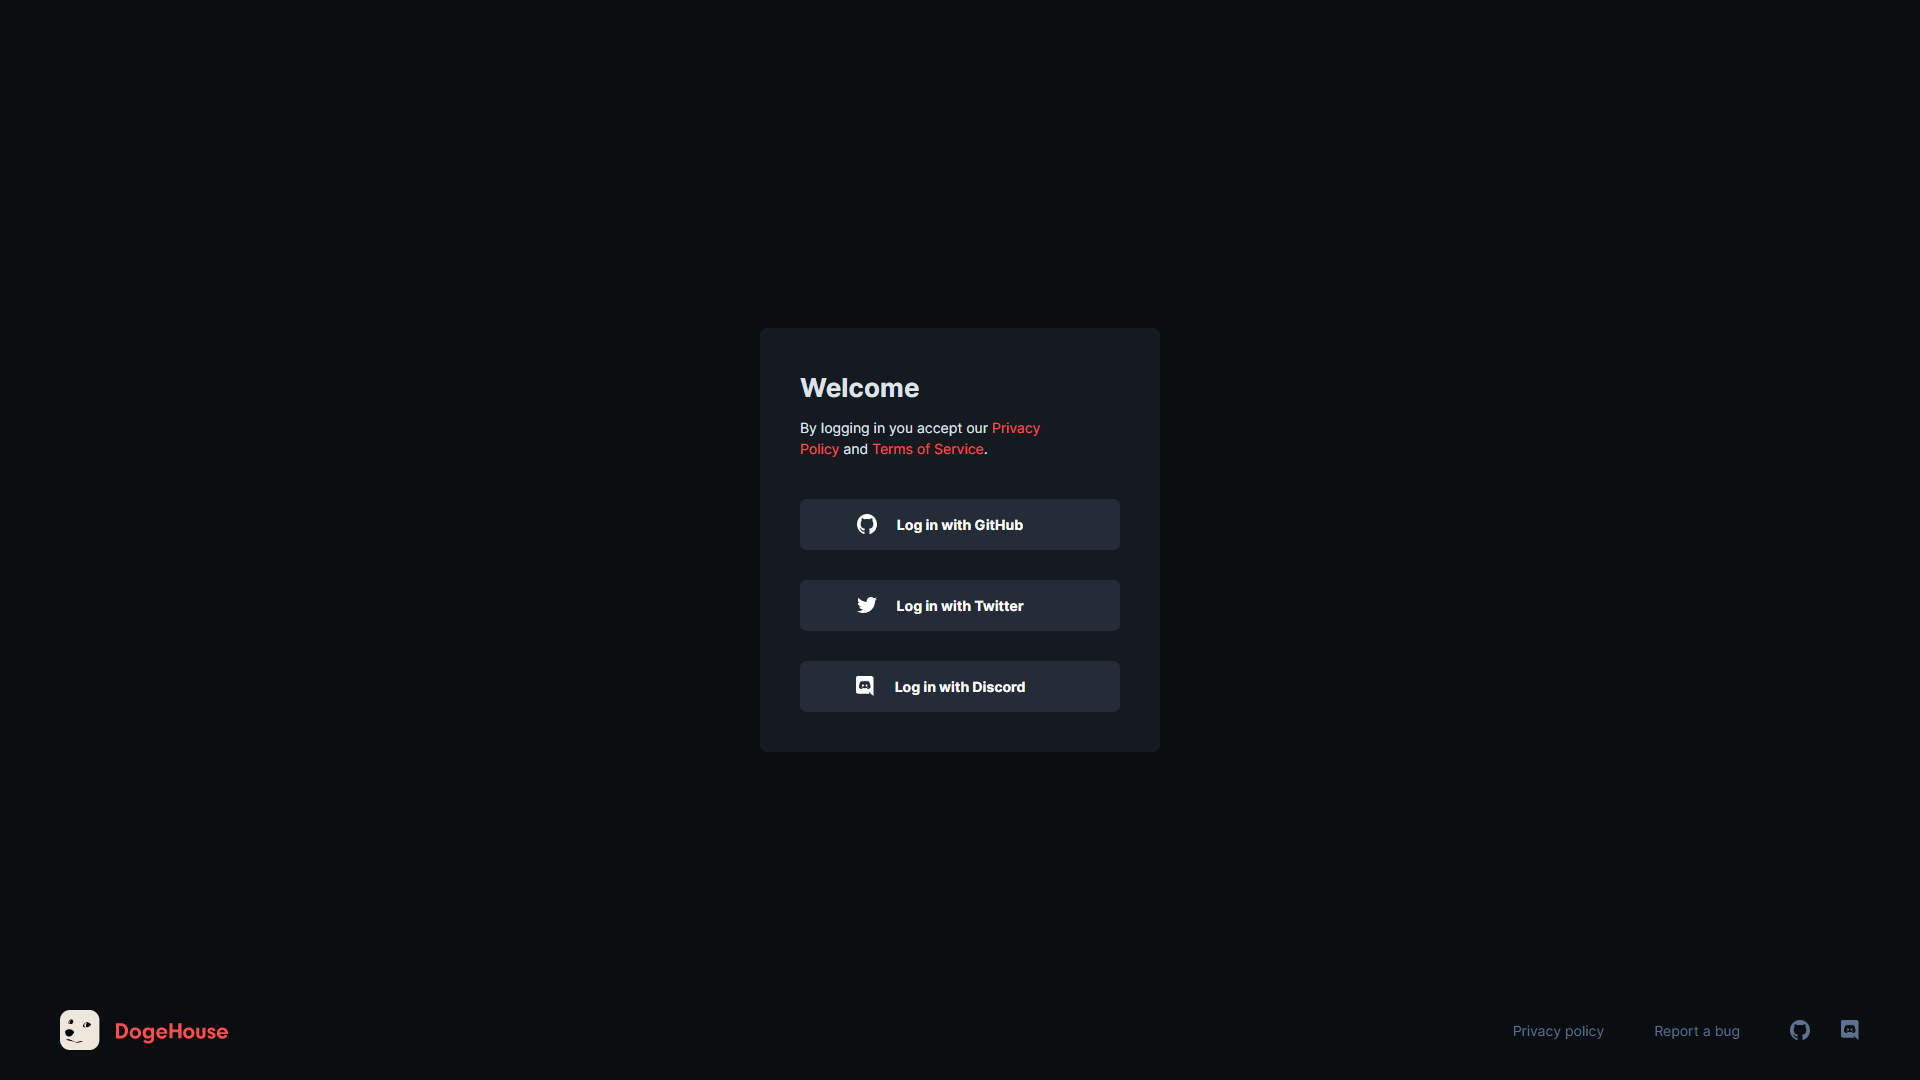 Welcome
By logging in you accept our Privacy
Policy and Terms of Service.
Log in with GitHub
Log in with Twitter
Log in with Discord
DogeHouse
Privacy policy
Report a bug